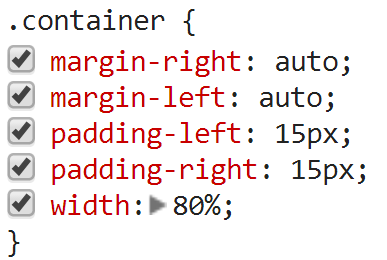 .container {
margin-right: auto;
margin-left: auto;
padding-left: 15px;
padding-right: 15px;
width: 80%;
}